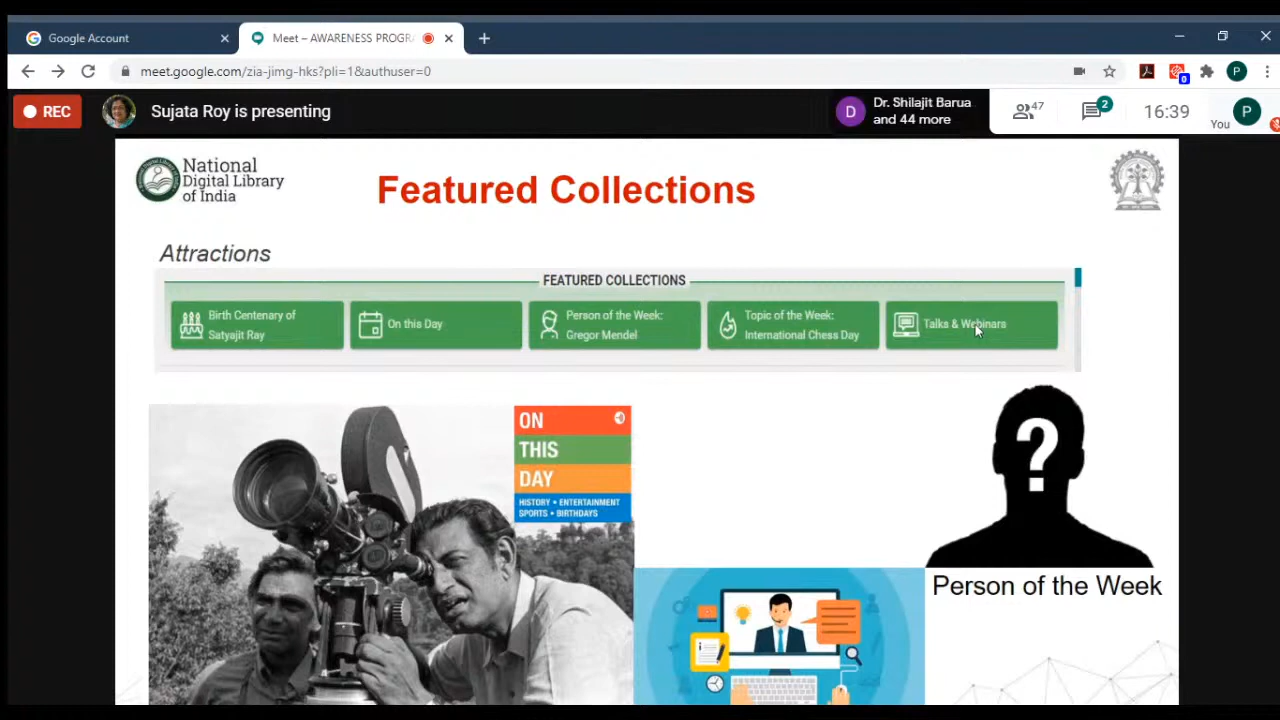 Google Account
Meet – AWARENESS PROGRA
meet.google.com/zia-jimg-hks?pli=1&authuser=0
0
P
REC
Sujata Roy is presenting
D
Dr. Shilajit Barua
and 44 more
47
2
16:39
You
P
National
Digital Library
of India
Featured Collections
Attractions
FEATURED COLLECTIONS
Birth Centenary of
Satyajit Ray
On this Day
Person of the Week:
Gregor Mendel
Topic of the Week:
International Chess Day
Talks & Webinars
ON
THIS
DAY
HISTORY • ENTERTAINMENT
SPORTS • BIRTHDAYS
?
Person of the Week